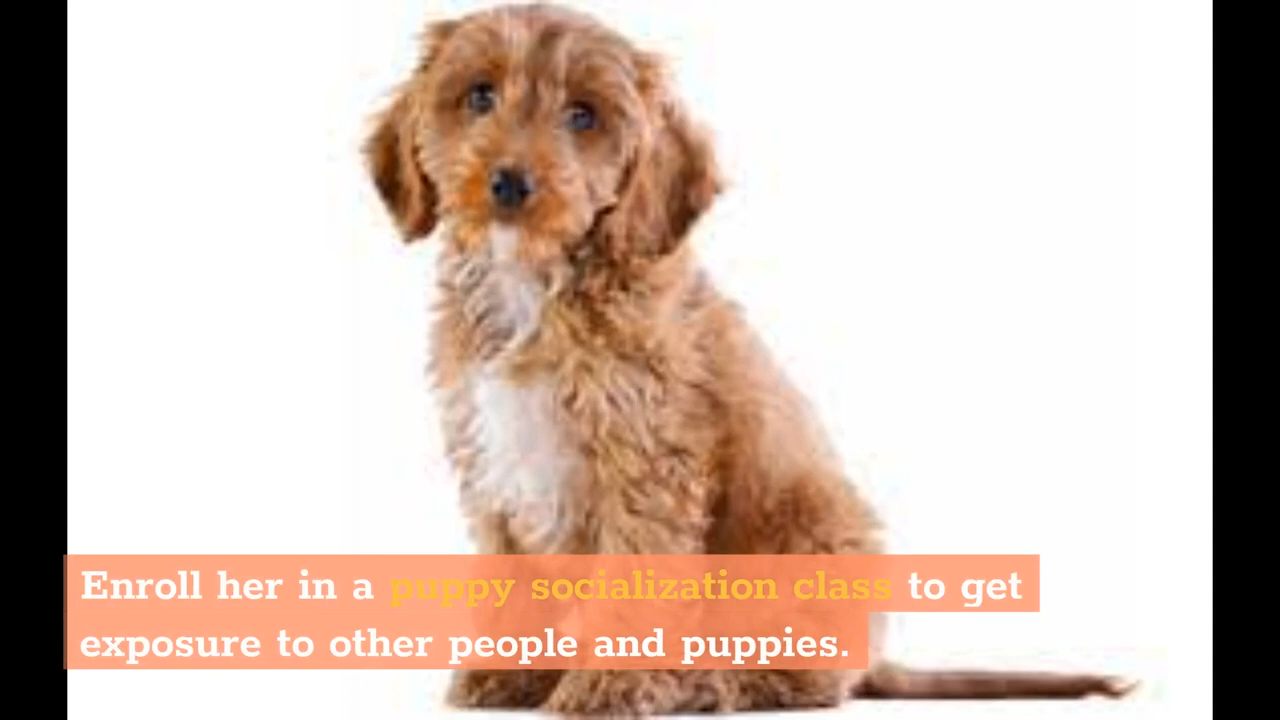 Enroll her in a puppy socialization class to get
exposure to other people and puppies.